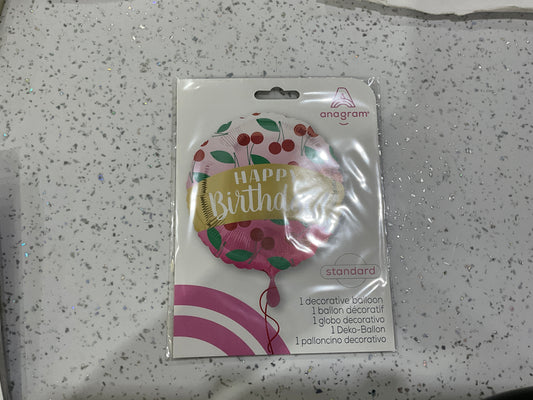 anagram
HAPPY
Birthday
standard
1 decorative balloon
1 ballon décoratif
1 globo decorativo
1 Deko-Ballon
1 palloncino decorativo